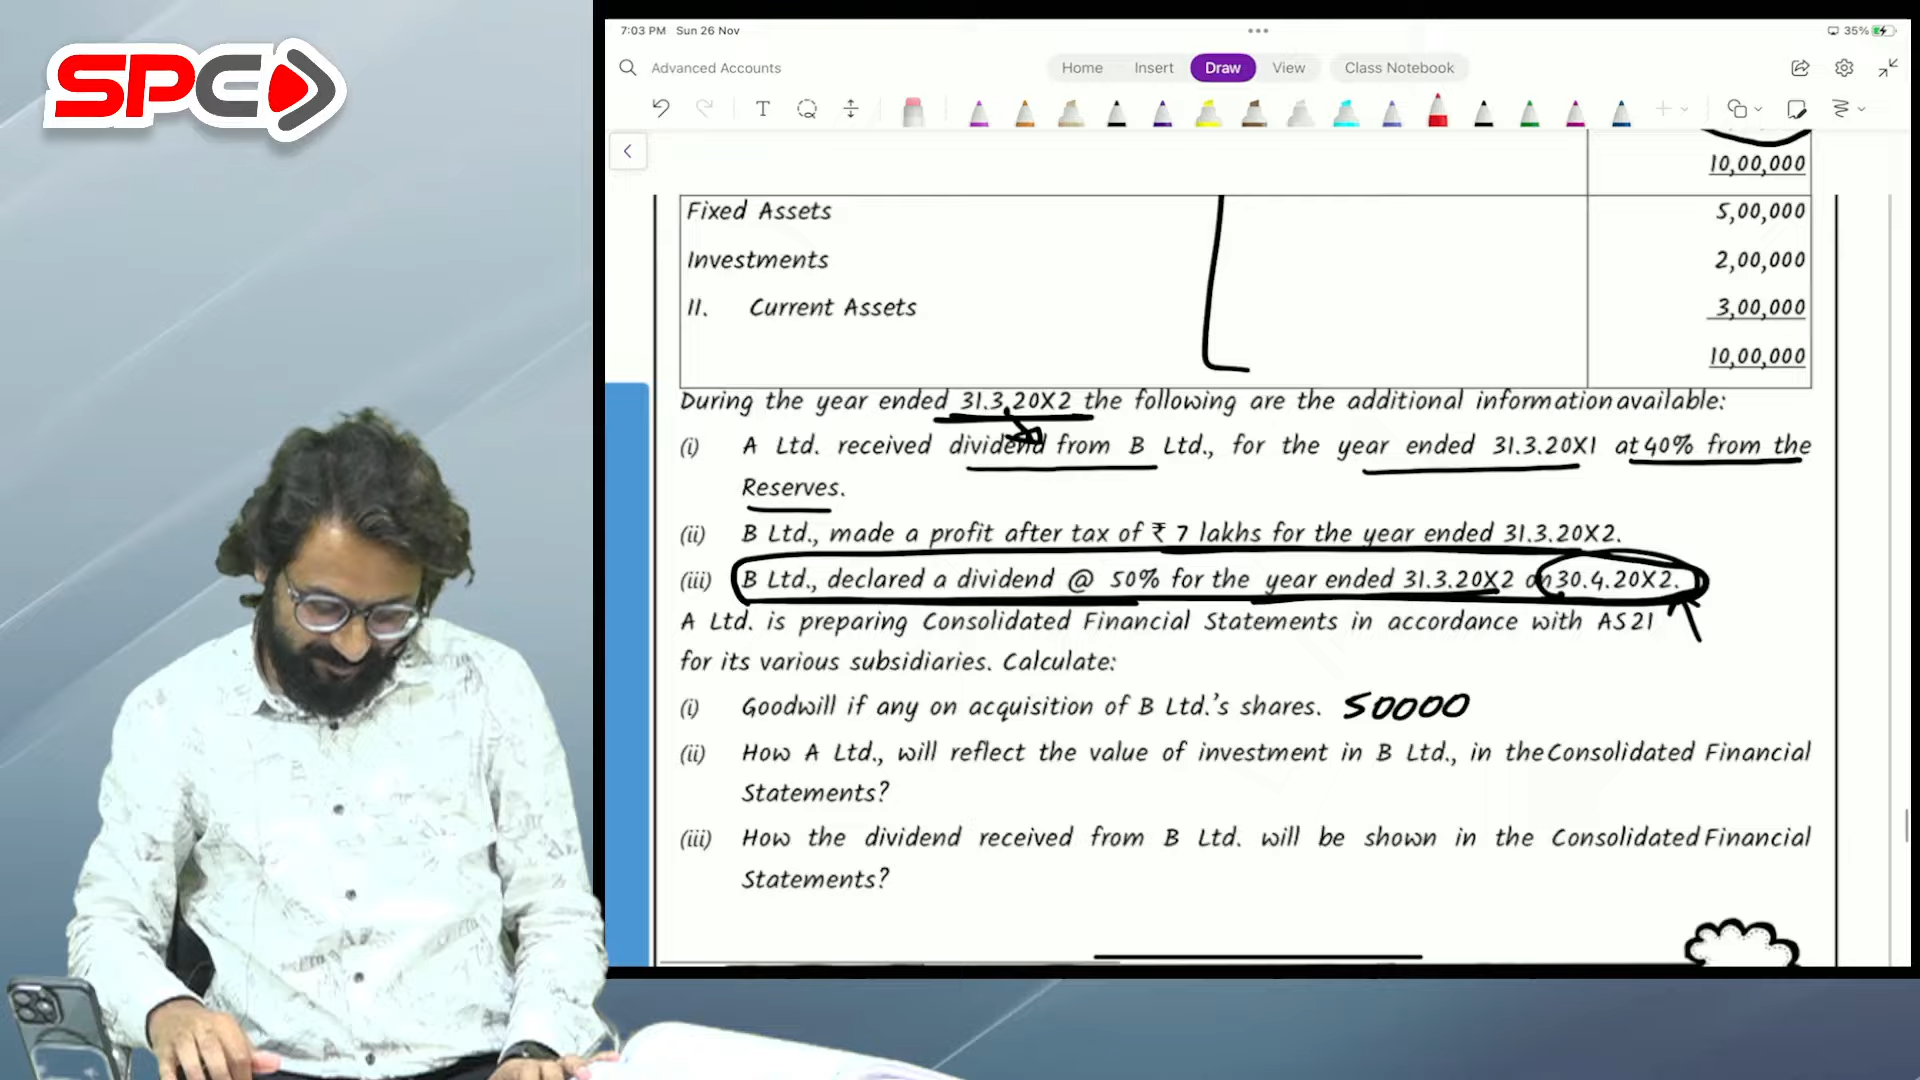 SPC
7:03 PM Sun 26 Nov
35%
Advanced Accounts
Home Insert Draw View Class Notebook
10,00,000
Fixed Assets 5,00,000
Investments 2,00,000
II. Current Assets 3,00,000
10,00,000
During the year ended 31.3.20X2 the following are the additional information available:
(i) A Ltd. received dividend from B Ltd., for the year ended 31.3.20X1 at 40% from the
Reserves.
(ii) B Ltd., made a profit after tax of ₹ 7 lakhs for the year ended 31.3.20X2.
(iii) B Ltd., declared a dividend @ 50% for the year ended 31.3.20X2 on 30.4.20X2.
A Ltd. is preparing Consolidated Financial Statements in accordance with AS 21
for its various subsidiaries. Calculate:
(i) Goodwill if any on acquisition of B Ltd.'s shares. 50000
(ii) How A Ltd., will reflect the value of investment in B Ltd., in the Consolidated Financial
Statements?
(iii) How the dividend received from B Ltd. will be shown in the Consolidated Financial
Statements?